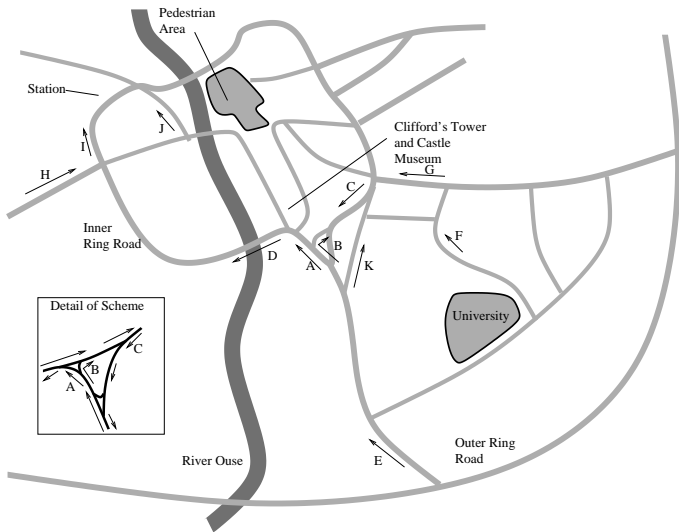 Pedestrian
Area
Station
J
I
H
Clifford's Tower
and Castle
Museum
G
C
Inner
Ring Road
F
B
D
A
K
Detail of Scheme
C
B
A
University
Outer Ring
Road
River Ouse
E